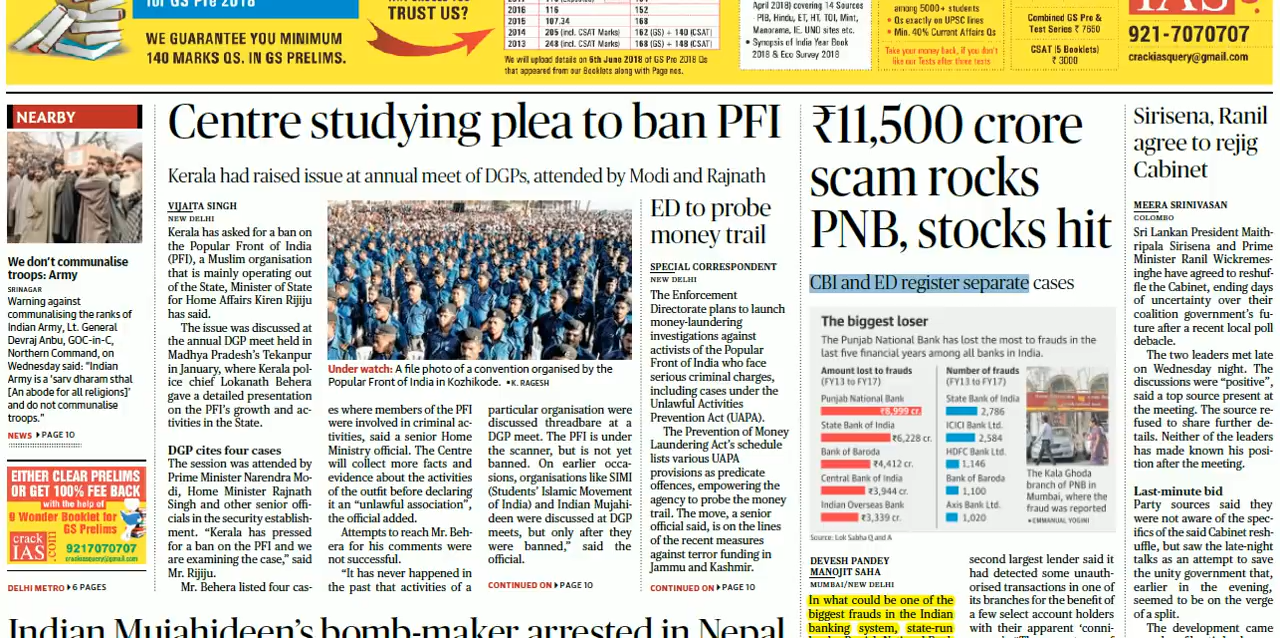 for GS Pre 2018
WE GUARANTEE YOU MINIMUM
140 MARKS QS. IN GS PRELIMS.
TRUST US?
2016 116 152
2015 107.34 168
2014 205 (incl. CSAT Marks) 162 (GS) + 140 (CSAT)
2013 248 (incl. CSAT Marks) 168 (GS) + 148 (CSAT)
We will upload details on 6th June 2018 of GS Pre 2018 Qs
that appeared from our Booklets along with Page nos.
April 2018) covering 14 Sources
- PIB, Hindu, ET, HT, TOI, Mint,
Manorama, IE, UNO sites etc.
• Synopsis of India Year Book
2018 & Eco Survey 2018
among 5000+ students
• Qs exactly on UPSC lines
• Min. 40% Current Affairs Qs
Take your money back, if you don't
like our Tests after three tests
Combined GS Pre &
Test Series ₹ 7650
CSAT (5 Booklets)
₹ 3000
IAS
921-7070707
crackiasquery@gmail.com
NEARBY
We don't communalise
troops: Army
SRINAGAR
Warning against
communalising the ranks of
Indian Army, Lt. General
Devraj Anbu, GOC-in-C,
Northern Command, on
Wednesday said: "Indian
Army is a 'sarv dharam sthal
[An abode for all religions]'
and do not communalise
troops."
NEWS PAGE 10
EITHER CLEAR PRELIMS
OR GET 100% FEE BACK
with the help of
9 Wonder Booklet for
GS Prelims
crack
IAS
.com
9217070707
crackiasquery@gmail.com
DELHI METRO 6 PAGES
Centre studying plea to ban PFI
Kerala had raised issue at annual meet of DGPs, attended by Modi and Rajnath
VIJAITA SINGH
NEW DELHI
Kerala has asked for a ban on
the Popular Front of India
(PFI), a Muslim organisation
that is mainly operating out
of the State, Minister of State
for Home Affairs Kiren Rijiju
has said.
The issue was discussed at
the annual DGP meet held in
Madhya Pradesh's Tekanpur
in January, where Kerala po-
lice chief Lokanath Behera
gave a detailed presentation
on the PFI's growth and ac-
tivities in the State.
DGP cites four cases
The session was attended by
Prime Minister Narendra Mo-
di, Home Minister Rajnath
Singh and other senior offi-
cials in the security establish-
ment. "Kerala has pressed
for a ban on the PFI and we
are examining the case," said
Mr. Rijiju.
Mr. Behera listed four cas-
Under watch: A file photo of a convention organised by the
Popular Front of India in Kozhikode. • K. RAGESH
es where members of the PFI
were involved in criminal ac-
tivities, said a senior Home
Ministry official. The Centre
will collect more facts and
evidence about the activities
of the outfit before declaring
it an "unlawful association",
the official added.
Attempts to reach Mr. Beh-
era for his comments were
not successful.
"It has never happened in
the past that activities of a
particular organisation were
discussed threadbare at a
DGP meet. The PFI is under
the scanner, but is not yet
banned. On earlier occa-
sions, organisations like SIMI
(Students' Islamic Movement
of India) and Indian Mujahi-
deen were discussed at DGP
meets, but only after they
were banned," said the
official.
CONTINUED ON PAGE 10
ED to probe
money trail
SPECIAL CORRESPONDENT
NEW DELHI
The Enforcement
Directorate plans to launch
money-laundering
investigations against
activists of the Popular
Front of India who face
serious criminal charges,
including cases under the
Unlawful Activities
Prevention Act (UAPA).
The Prevention of Money
Laundering Act's schedule
lists various UAPA
provisions as predicate
offences, empowering the
agency to probe the money
trail. The move, a senior
official said, is on the lines
of the recent measures
against terror funding in
Jammu and Kashmir.
CONTINUED ON PAGE 10
₹11,500 crore
scam rocks
PNB, stocks hit
CBI and ED register separate cases
The biggest loser
The Punjab National Bank has lost the most to frauds in the
last five financial years among all banks in India.
Amount lost to frauds
(FY13 to FY17)
Punjab National Bank
₹8,999 cr.
State Bank of India
₹6,228 cr.
Bank of Baroda
₹4,412 cr.
Central Bank of India
₹3,944 cr.
Indian Overseas Bank
₹3,339 cr.
Number of frauds
(FY13 to FY17)
State Bank of India
2,786
ICICI Bank Ltd.
2,584
HDFC Bank Ltd.
1,146
Bank of Baroda
1,100
Axis Bank Ltd.
1,020
The Kala Ghoda
branch of PNB in
Mumbai, where the
fraud was reported
• EMMANUAL YOGINI
Source: Lok Sabha Q and A
DEVESH PANDEY
MANOJIT SAHA
MUMBAI/NEW DELHI
In what could be one of the
biggest frauds in the Indian
banking system, state-run
second largest lender said it
had detected some unauth-
orised transactions in one of
its branches for the benefit of
a few select account holders
with their apparent 'conni-
Sirisena, Ranil
agree to rejig
Cabinet
MEERA SRINIVASAN
COLOMBO
Sri Lankan President Maith-
ripala Sirisena and Prime
Minister Ranil Wickremes-
inghe have agreed to reshuf-
fle the Cabinet, ending days
of uncertainty over their
coalition government's fu-
ture after a recent local poll
debacle.
The two leaders met late
on Wednesday night. The
discussions were "positive",
said a top source present at
the meeting. The source re-
fused to share further de-
tails. Neither of the leaders
has made known his posi-
tion after the meeting.
Last-minute bid
Party sources said they
were not aware of the spec-
ifics of the said Cabinet resh-
uffle, but saw the late-night
talks as an attempt to save
the unity government that,
earlier in the evening,
seemed to be on the verge
of a split.
The development came
Indian Mujahideen's bomb-maker arrested in Nepal